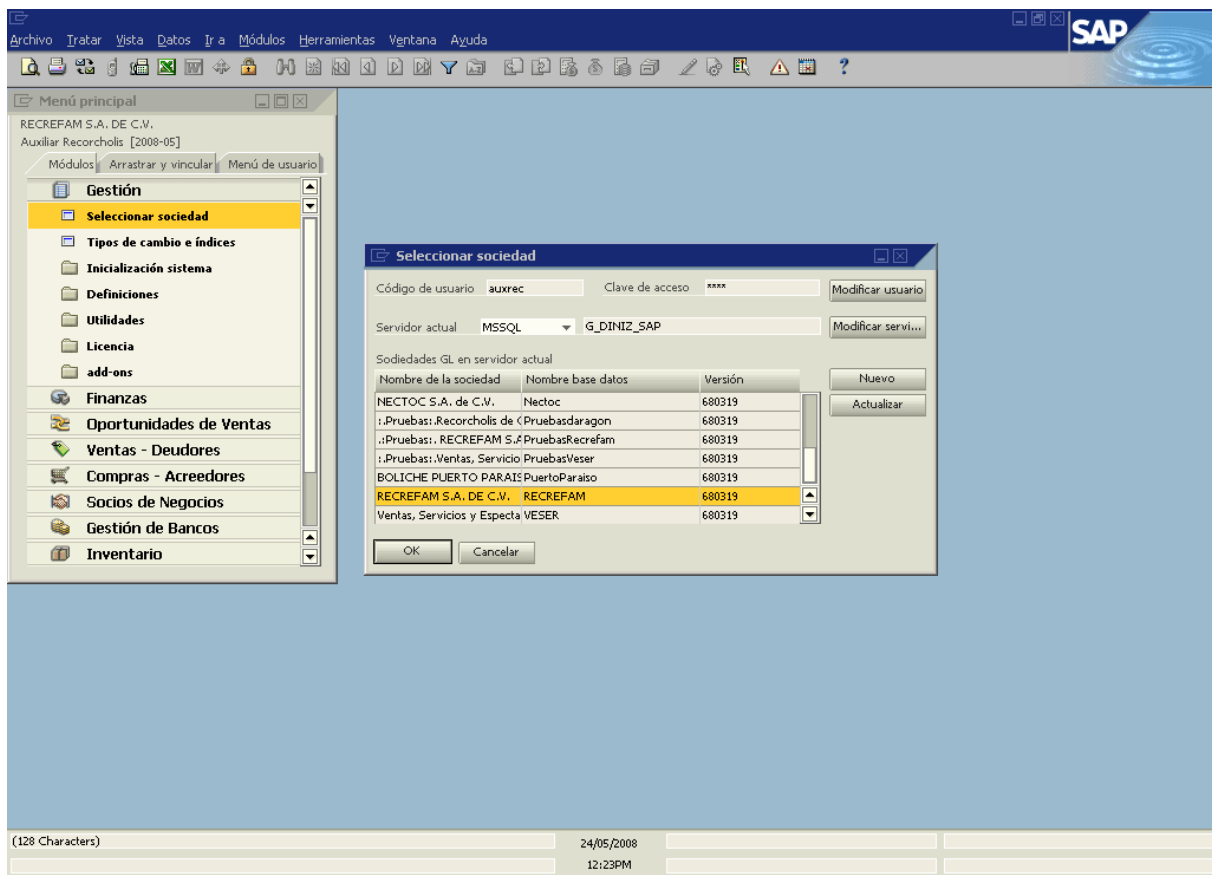 Archivo Tratar Vista Datos Ir a Módulos Herramientas Ventana Ayuda
SAP
Menú principal
RECREFAM S.A. DE C.V.
Auxiliar Recorcholis [2008-05]
Módulos Arrastrar y vincular Menú de usuario
Gestión
Seleccionar sociedad
Tipos de cambio e índices
Inicialización sistema
Definiciones
Utilidades
Licencia
add-ons
Finanzas
Oportunidades de Ventas
Ventas - Deudores
Compras - Acreedores
Socios de Negocios
Gestión de Bancos
Inventario
Seleccionar sociedad
Código de usuario auxrec Clave de acceso **** Modificar usuario
Servidor actual MSSQL G_DINIZ_SAP Modificar servi...
Sodiedades GL en servidor actual
Nombre de la sociedad Nombre base datos Versión Nuevo
NECTOC S.A. de C.V. Nectoc 680319 Actualizar
:.Pruebas:.Recorcholis de Pruebasdaragon 680319
.:Pruebas:. RECREFAM S.A PruebasRecrefam 680319
:.Pruebas:.Ventas, Servicio PruebasVeser 680319
BOLICHE PUERTO PARAIS PuertoParaiso 680319
RECREFAM S.A. DE C.V. RECREFAM 680319
Ventas, Servicios y Especta VESER 680319
OK Cancelar
(128 Characters) 24/05/2008
12:23PM